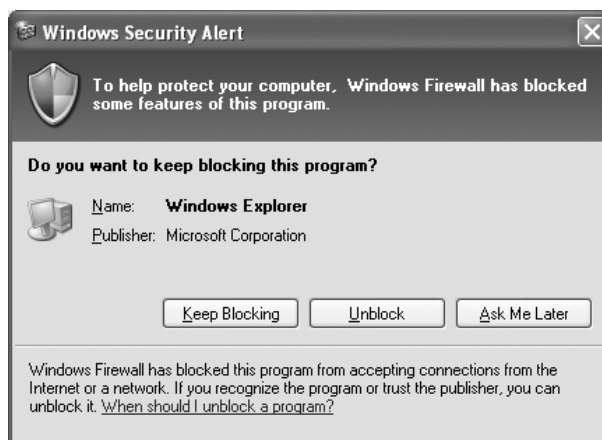 Windows Security Alert
To help protect your computer, Windows Firewall has blocked
some features of this program.
Do you want to keep blocking this program?
Name: Windows Explorer
Publisher: Microsoft Corporation
Keep Blocking Unblock Ask Me Later
Windows Firewall has blocked this program from accepting connections from the
Internet or a network. If you recognize the program or trust the publisher, you can
unblock it. When should I unblock a program?